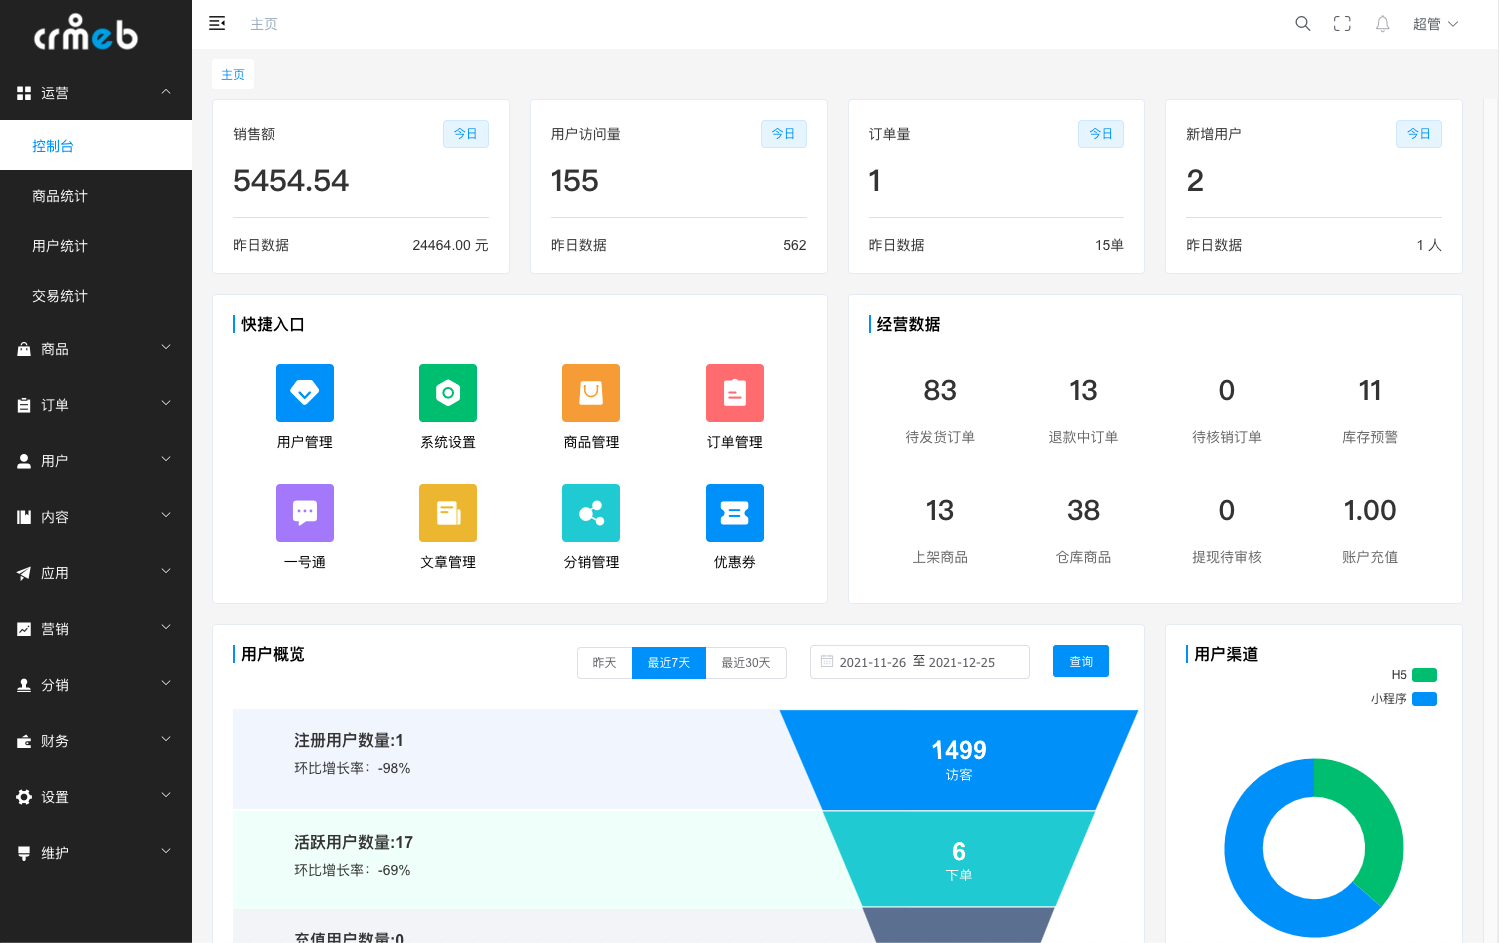 crmeb
主页
超管
主页
运营
控制台
商品统计
用户统计
交易统计
商品
订单
用户
内容
应用
营销
分销
财务
设置
维护
销售额 今日
5454.54
昨日数据 24464.00 元
用户访问量 今日
155
昨日数据 562
订单量 今日
1
昨日数据 15单
新增用户 今日
2
昨日数据 1 人
快捷入口
用户管理 系统设置 商品管理 订单管理
一号通 文章管理 分销管理 优惠券
经营数据
83 13 0 11
待发货订单 退款中订单 待核销订单 库存预警
13 38 0 1.00
上架商品 仓库商品 提现待审核 账户充值
用户概览 昨天 最近7天 最近30天 2021-11-26 至 2021-12-25 查询
注册用户数量:1
环比增长率：-98%
1499
访客
活跃用户数量:17
环比增长率：-69%
6
下单
充值用户数量:0
用户渠道
H5
小程序